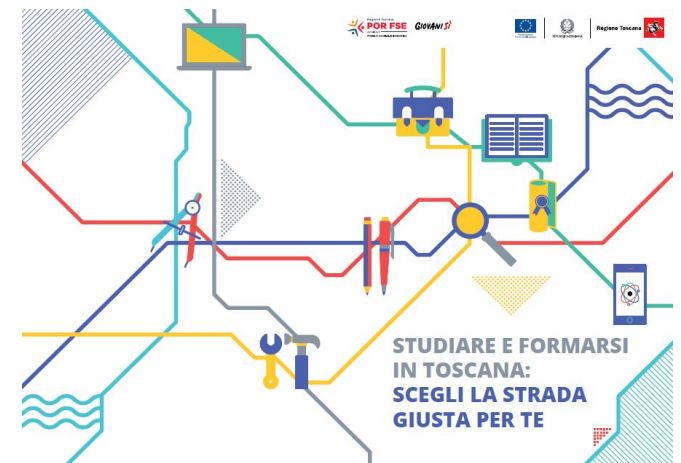 Regione Toscana
POR FSE
GIOVANISÌ
Regione Toscana
STUDIARE E FORMARSI
IN TOSCANA:
SCEGLI LA STRADA
GIUSTA PER TE